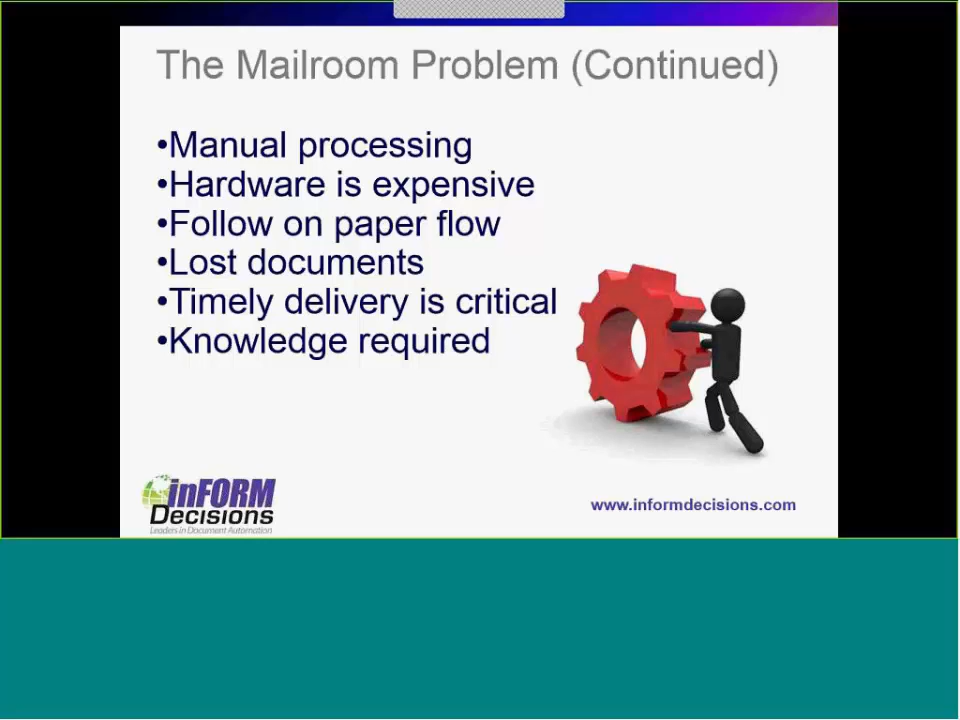 The Mailroom Problem (Continued)
•Manual processing
•Hardware is expensive
•Follow on paper flow
•Lost documents
•Timely delivery is critical
•Knowledge required
inFORM
Decisions
Leaders in Document Automation
www.informdecisions.com